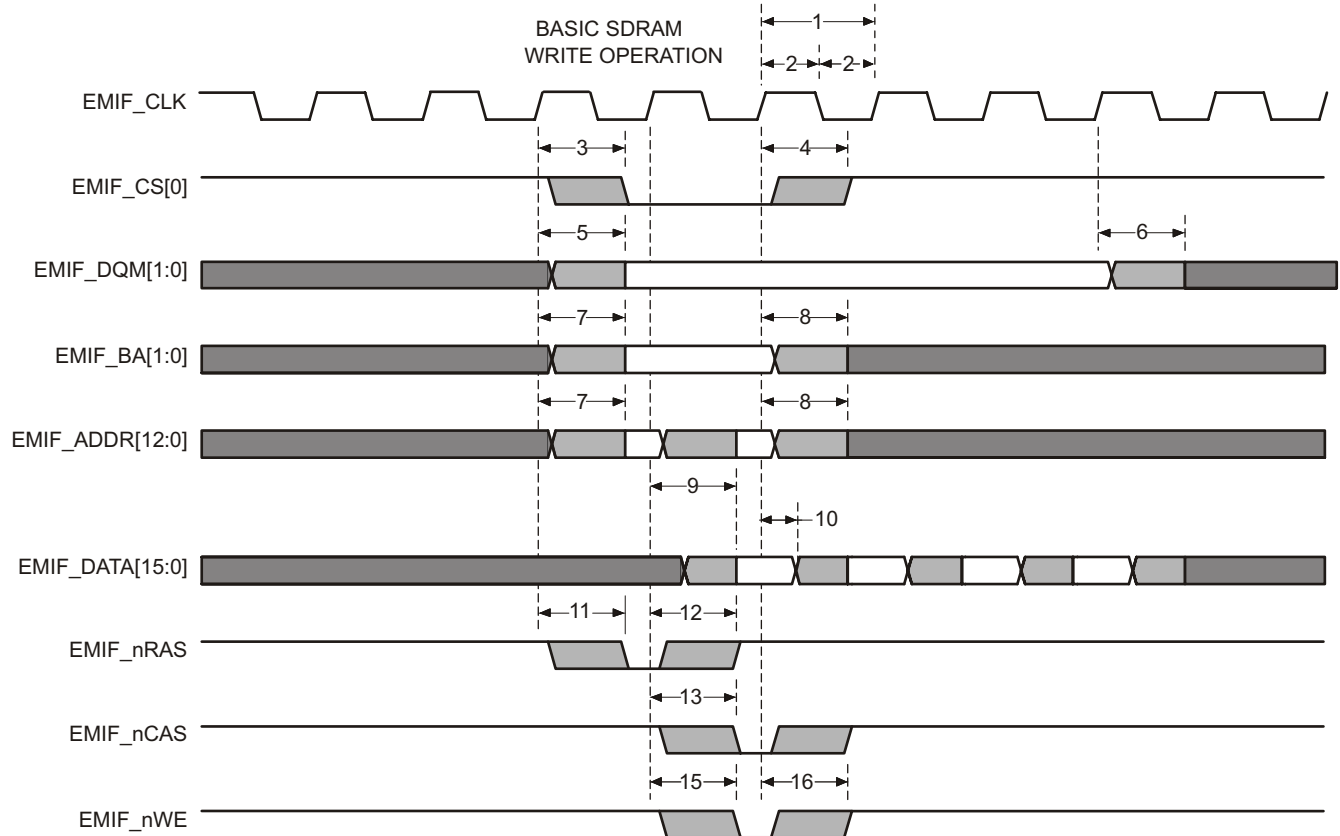 1
BASIC SDRAM
WRITE OPERATION
2 2
EMIF_CLK
3 4
EMIF_CS[0]
5 6
EMIF_DQM[1:0]
7 8
EMIF_BA[1:0]
7 8
EMIF_ADDR[12:0]
9
10
EMIF_DATA[15:0]
11 12
EMIF_nRAS
13
EMIF_nCAS
15 16
EMIF_nWE